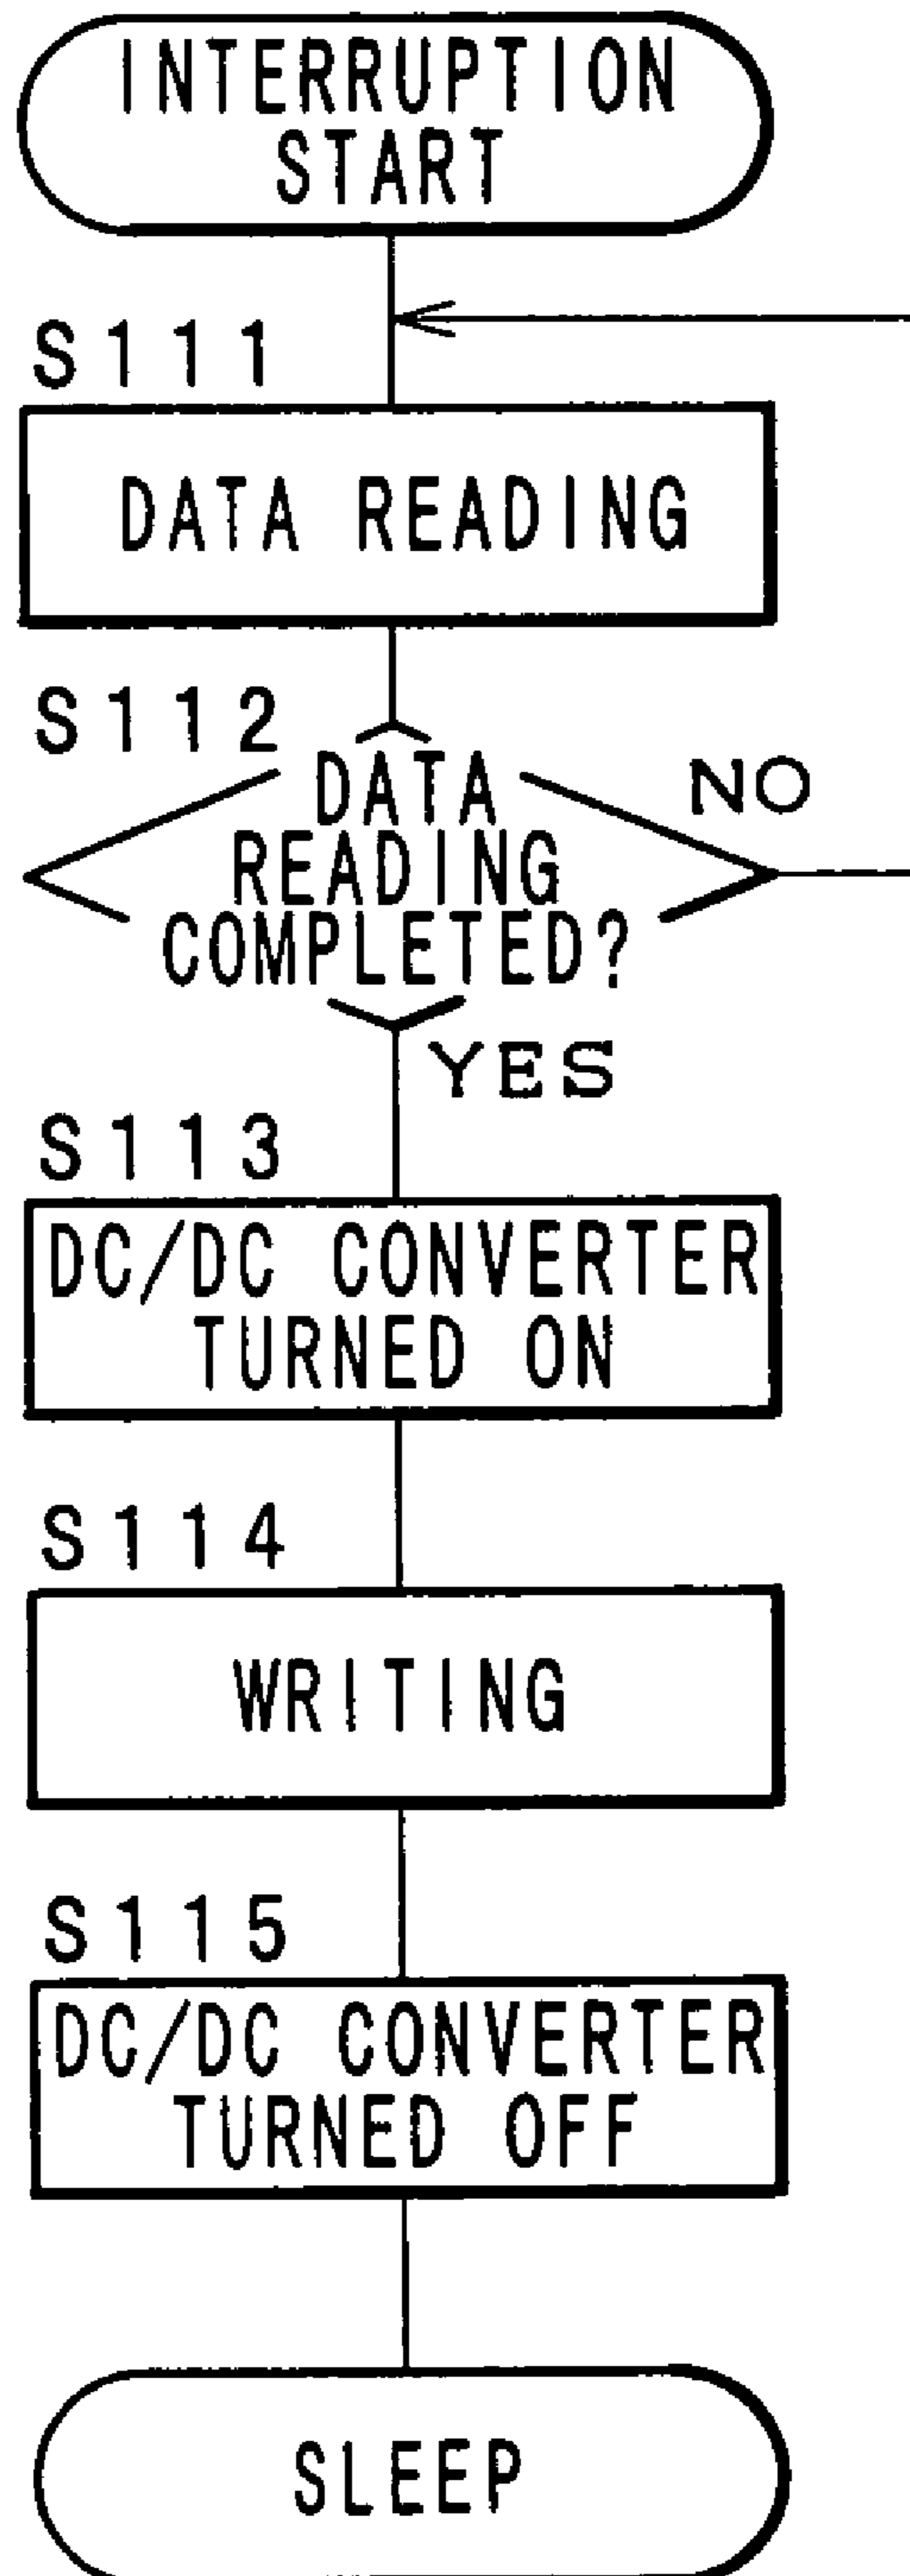 INTERRUPTION
START
S111
DATA READING
S112
DATA
READING
COMPLETED?
NO
YES
S113
DC/DC CONVERTER
TURNED ON
S114
WRITING
S115
DC/DC CONVERTER
TURNED OFF
SLEEP